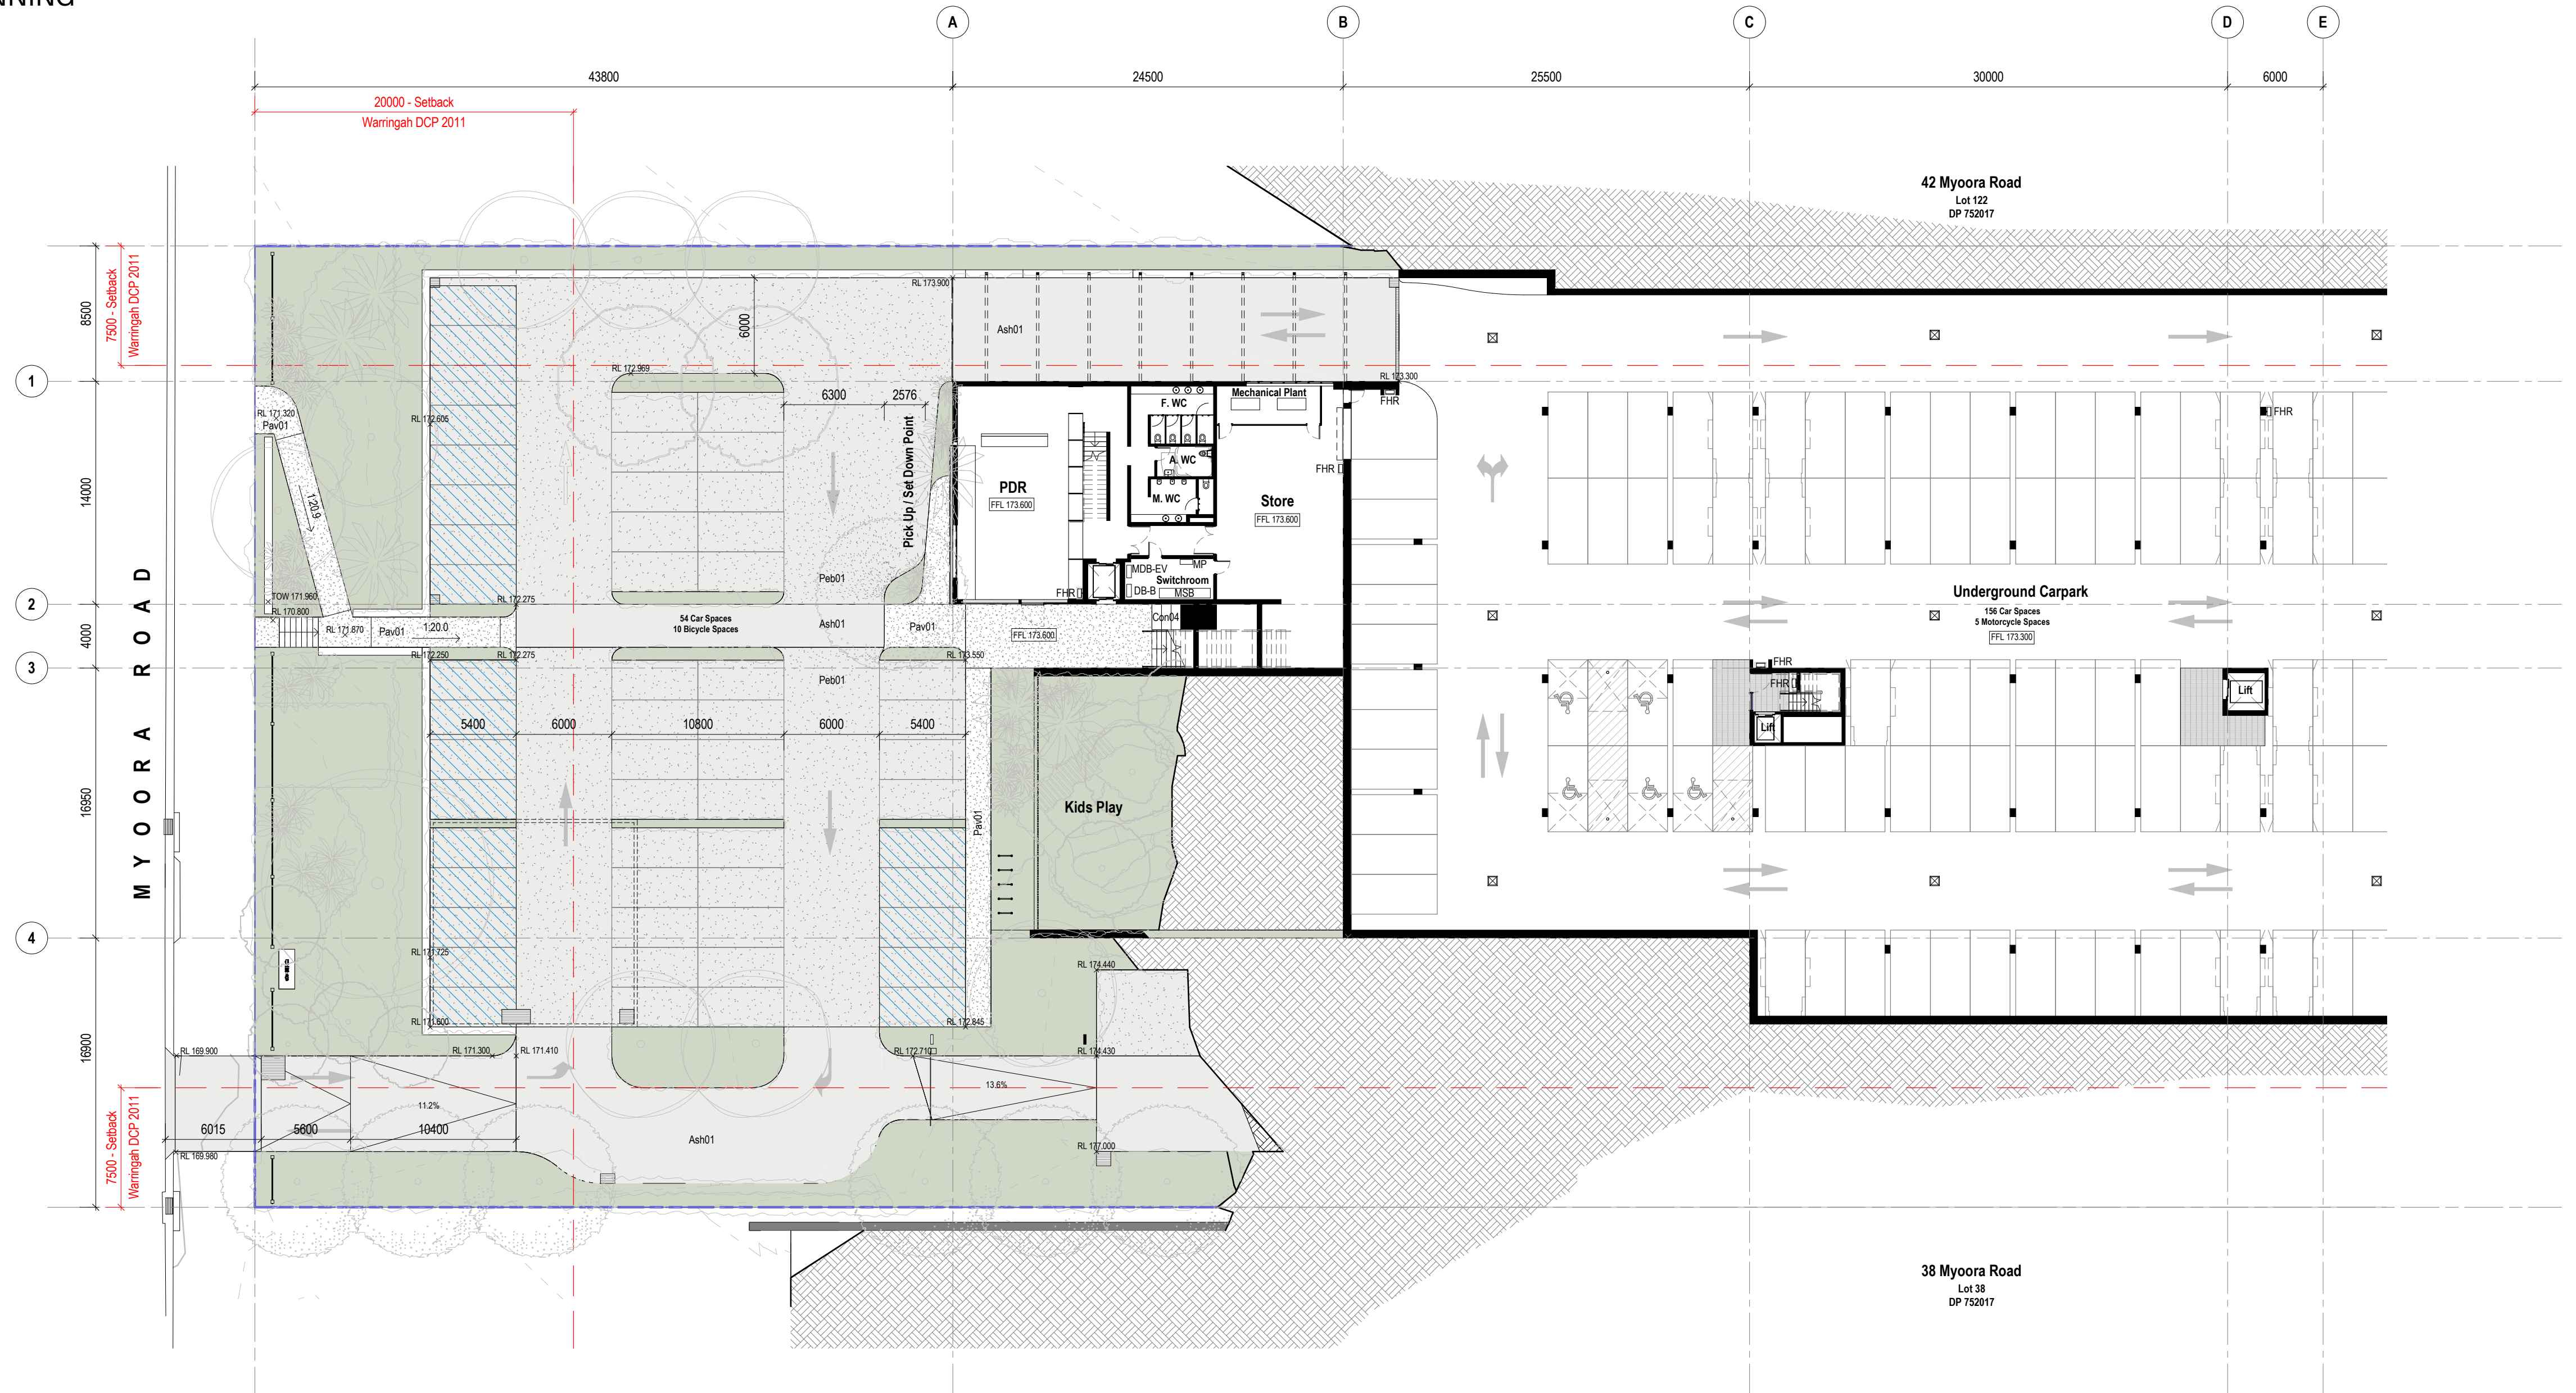 NNING
A
B
C
D
E
43800
24500
25500
30000
6000
20000 - Setback
Warringah DCP 2011
42 Myoora Road
Lot 122
DP 752017
8500
7500 - Setback
Warringah DCP 2011
1
14000
2
4000
3
16950
4
16900
7500 - Setback
Warringah DCP 2011
MYOORA ROAD
RL 173.900
6000
Ash01
RL 172.969
RL 173.300
6300
2576
Pick Up / Set Down Point
RL 171.320
Pav01
RL 172.605
1:20.9
F. WC
Mechanical Plant
FHR
FHR
FHR
A. WC
PDR
FFL 173.600
M. WC
Store
FFL 173.600
MDB-EV
MP
Switchroom
DB-B
MSB
FHR
Peb01
TOW 171.960
RL 170.800
RL 172.275
RL 171.870
Pav01
1:20.0
54 Car Spaces
10 Bicycle Spaces
Ash01
Pav01
FFL 173.600
Con04
Underground Carpark
156 Car Spaces
5 Motorcycle Spaces
FFL 173.300
RL 172.250
RL 172.275
RL 173.550
Peb01
FHR
FHR
Lift
Lift
5400
6000
10800
6000
5400
Kids Play
Pav01
RL 171.725
RL 174.440
RL 171.600
RL 172.845
RL 169.900
RL 171.300
RL 171.410
RL 172.710
RL 174.430
13.6%
11.2%
6015
5600
10400
Ash01
RL 169.980
RL 177.000
38 Myoora Road
Lot 38
DP 752017